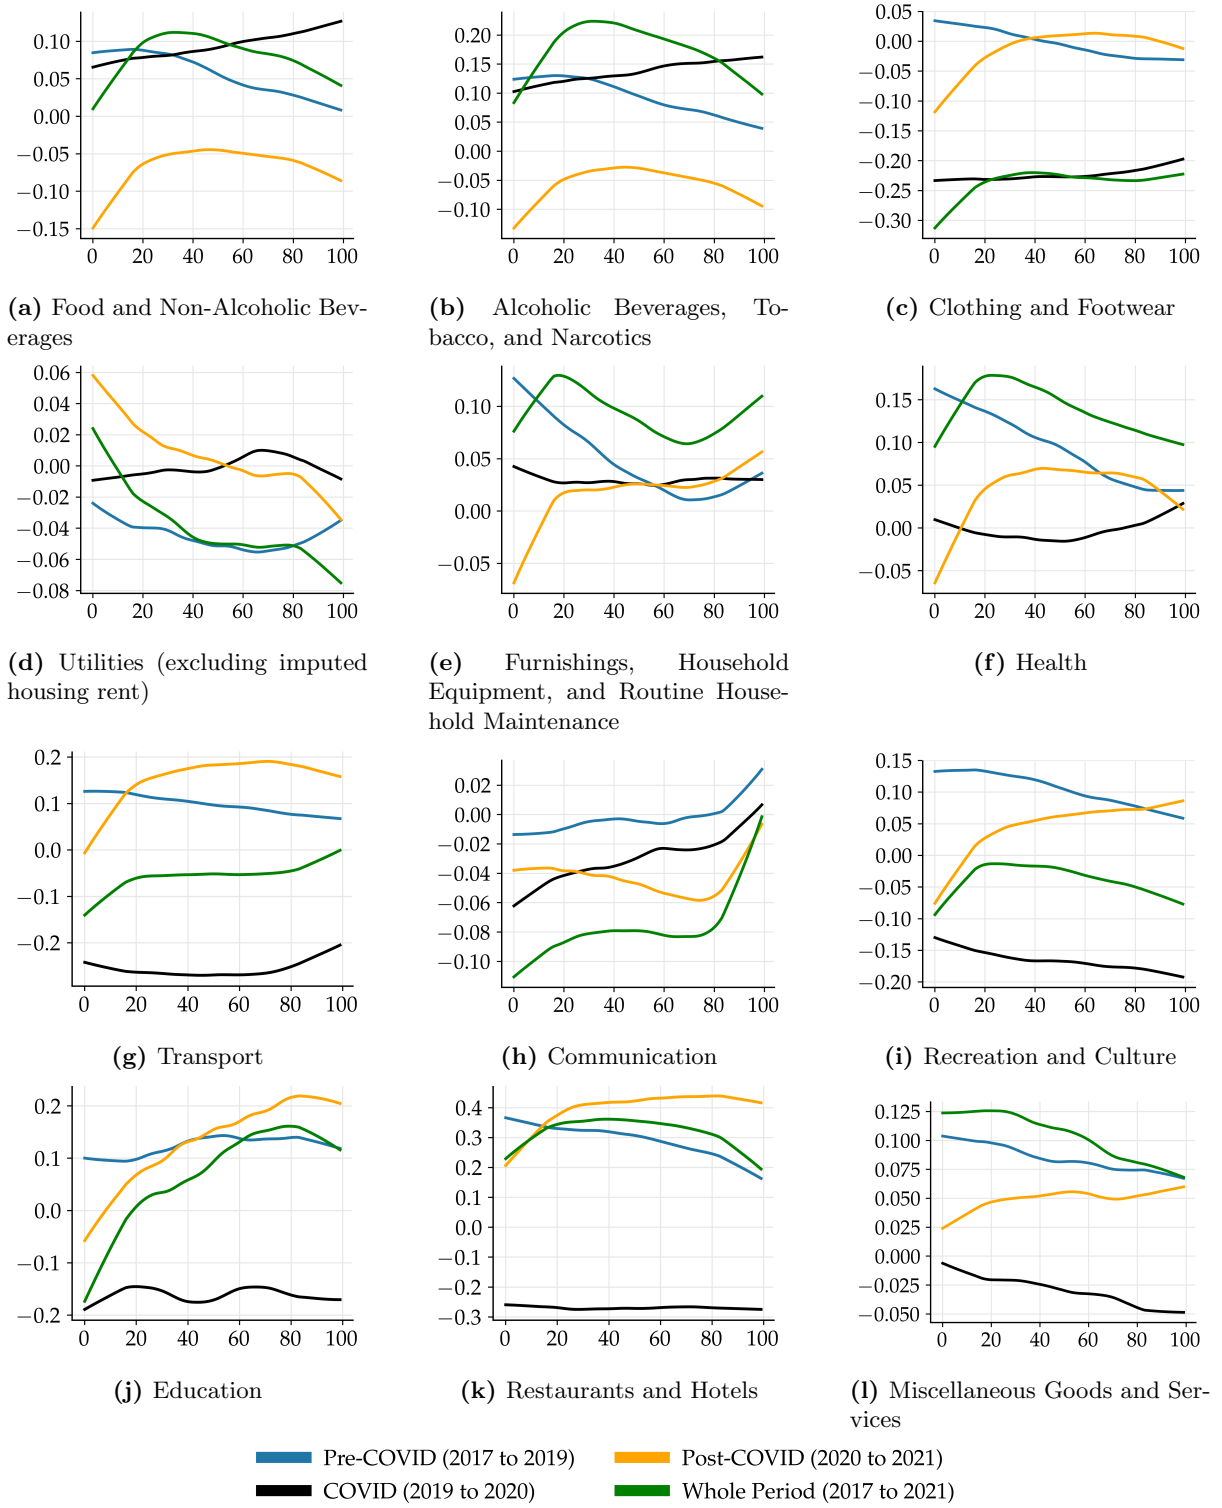 0.10
0.05
0.00
−0.05
−0.10
−0.15
0 20 40 60 80 100
(a) Food and Non-Alcoholic Bev-
erages
0.20
0.15
0.10
0.05
0.00
−0.05
−0.10
0 20 40 60 80 100
(b) Alcoholic Beverages, To-
bacco, and Narcotics
0.05
0.00
−0.05
−0.10
−0.15
−0.20
−0.25
−0.30
0 20 40 60 80 100
(c) Clothing and Footwear
0.06
0.04
0.02
0.00
−0.02
−0.04
−0.06
−0.08
0 20 40 60 80 100
(d) Utilities (excluding imputed
housing rent)
0.10
0.05
0.00
−0.05
0 20 40 60 80 100
(e) Furnishings, Household
Equipment, and Routine House-
hold Maintenance
0.15
0.10
0.05
0.00
−0.05
0 20 40 60 80 100
(f) Health
0.2
0.1
0.0
−0.1
−0.2
0 20 40 60 80 100
(g) Transport
0.02
0.00
−0.02
−0.04
−0.06
−0.08
−0.10
0 20 40 60 80 100
(h) Communication
0.15
0.10
0.05
0.00
−0.05
−0.10
−0.15
−0.20
0 20 40 60 80 100
(i) Recreation and Culture
0.2
0.1
0.0
−0.1
−0.2
0 20 40 60 80 100
(j) Education
0.4
0.3
0.2
0.1
0.0
−0.1
−0.2
−0.3
0 20 40 60 80 100
(k) Restaurants and Hotels
0.125
0.100
0.075
0.050
0.025
0.000
−0.025
−0.050
0 20 40 60 80 100
(l) Miscellaneous Goods and Ser-
vices
Pre-COVID (2017 to 2019)
COVID (2019 to 2020)
Post-COVID (2020 to 2021)
Whole Period (2017 to 2021)